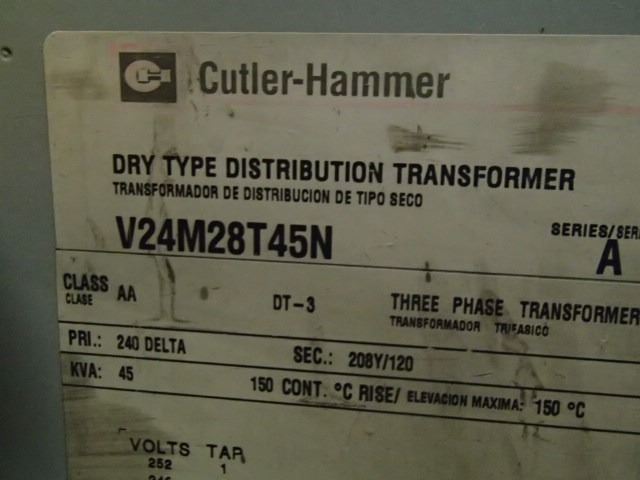 Cutler-Hammer
DRY TYPE DISTRIBUTION TRANSFORMER
TRANSFORMADOR DE DISTRIBUCION DE TIPO SECO
V24M28T45N
SERIES/SERI
A
CLASS AA DT-3 THREE PHASE TRANSFORMER
CLASE TRANSFORMADOR TRIFASICO
PRI.: 240 DELTA SEC.: 208Y/120
KVA: 45 150 CONT. °C RISE/ ELEVACION MAXIMA: 150 °C
VOLTS TAP
252 1